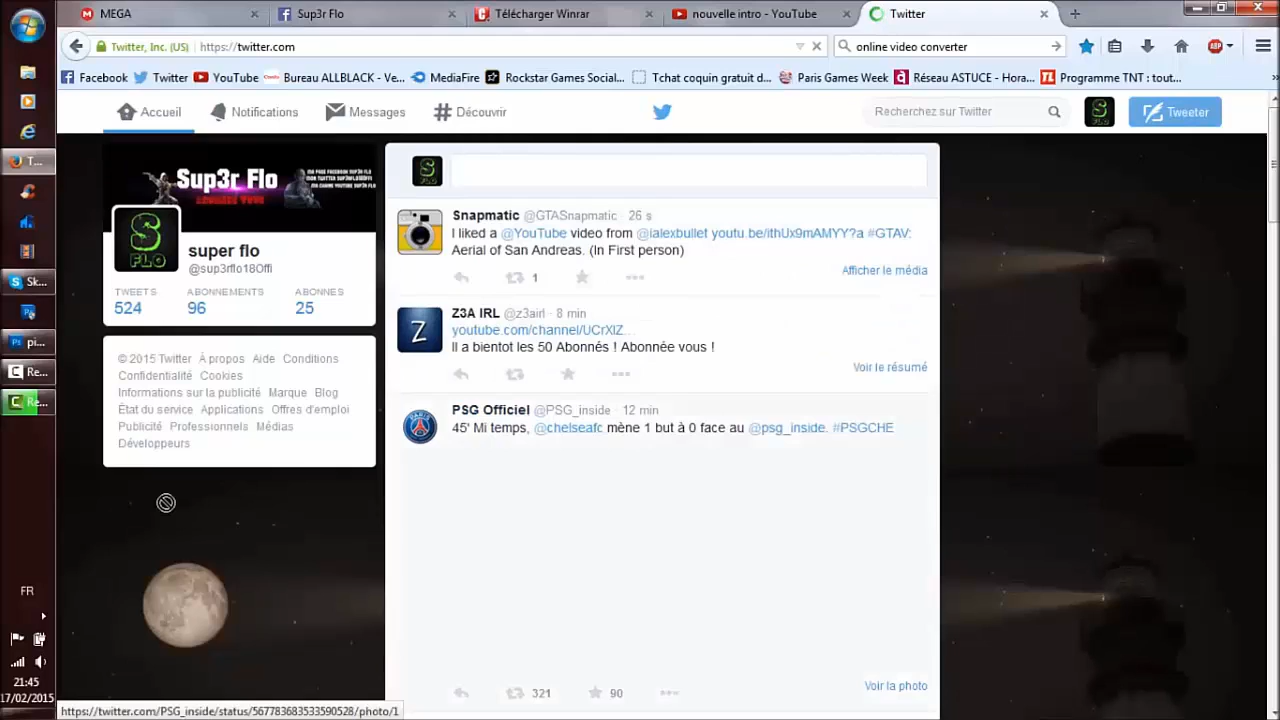 MEGA
Sup3r Flo
Télécharger Winrar
nouvelle intro - YouTube
Twitter
Twitter, Inc. (US)
https://twitter.com
online video converter
Facebook
Twitter
YouTube
Bureau ALLBLACK - Ve...
MediaFire
Rockstar Games Social...
Tchat coquin gratuit d...
Paris Games Week
Réseau ASTUCE - Hora...
Programme TNT : tout...
Accueil
Notifications
Messages
Découvrir
Recherchez sur Twitter
Tweeter
Sup3r Flo
S
FLO
super flo
@sup3rflo18Offi
TWEETS
ABONNEMENTS
ABONNÉS
524
96
25
© 2015 Twitter À propos Aide Conditions
Confidentialité Cookies
Informations sur la publicité Marque Blog
État du service Applications Offres d'emploi
Publicité Professionnels Médias
Développeurs
Snapmatic @GTASnapmatic · 26 s
I liked a @YouTube video from @ialexbullet youtu.be/ithUx9mAMYY?a #GTAV:
Aerial of San Andreas. (In First person)
1
Afficher le média
Z
Z3A IRL @z3airl · 8 min
youtube.com/channel/UCrXlZ...
Il a bientot les 50 Abonnés ! Abonnée vous !
Voir le résumé
PSG Officiel @PSG_inside · 12 min
45' Mi temps, @chelseafc mène 1 but à 0 face au @psg_inside. #PSGCHE
321
90
Voir la photo
T...
Sk...
pi...
Re...
Re...
FR
21:45
17/02/2015
https://twitter.com/PSG_inside/status/567783683533590528/photo/1